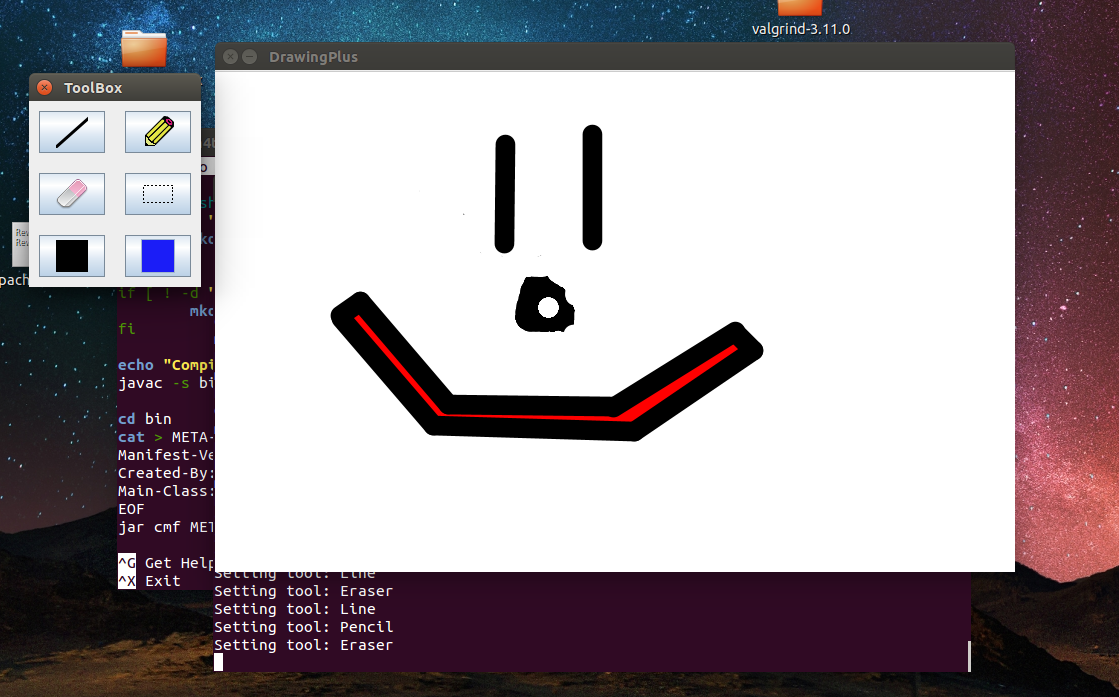 valgrind-3.11.0
DrawingPlus
ToolBox
if [ ! -d "
mkd
fi
echo "Compi
javac -s bi
cd bin
cat > META-
Manifest-Ve
Created-By:
Main-Class:
EOF
jar cmf MET
^G Get Help
^X Exit
Setting tool: Line
Setting tool: Eraser
Setting tool: Line
Setting tool: Pencil
Setting tool: Eraser